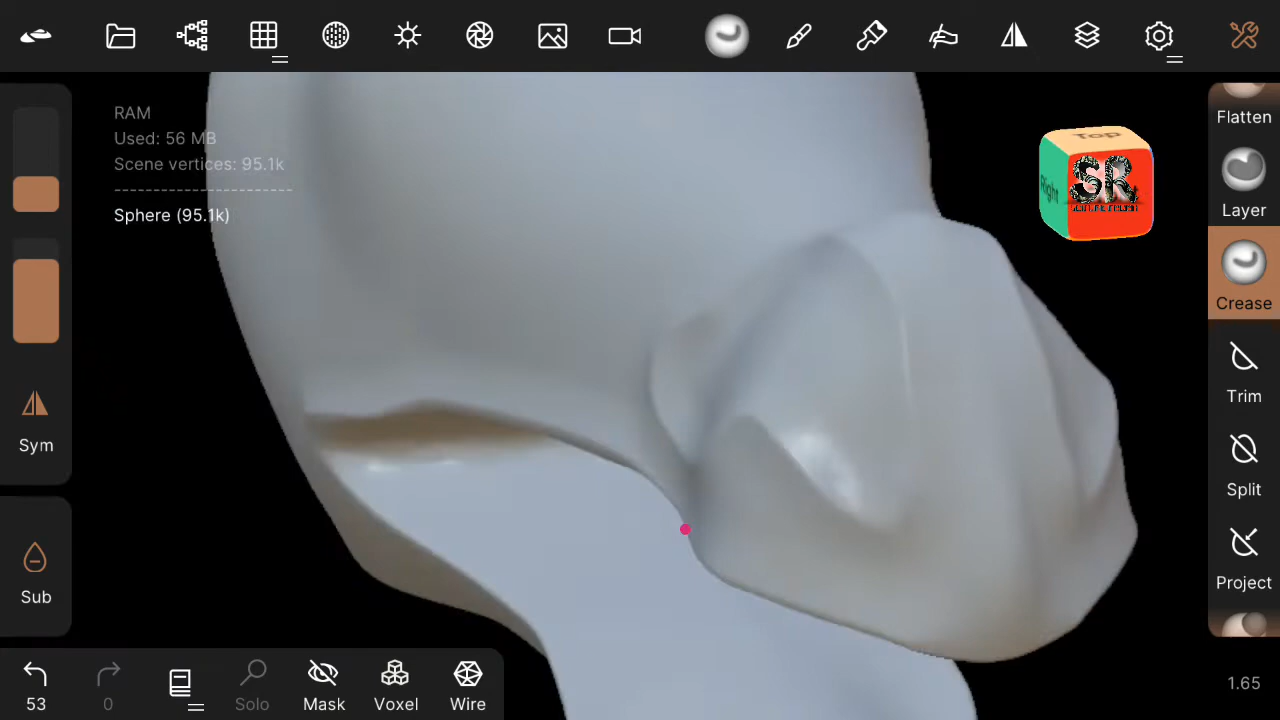 RAM
Used: 56 MB
Scene vertices: 95.1k
----------------------
Sphere (95.1k)
Top
Right
SR
Flatten
Layer
Crease
Trim
Split
Project
Sym
Sub
53
0
Solo
Mask
Voxel
Wire
1.65